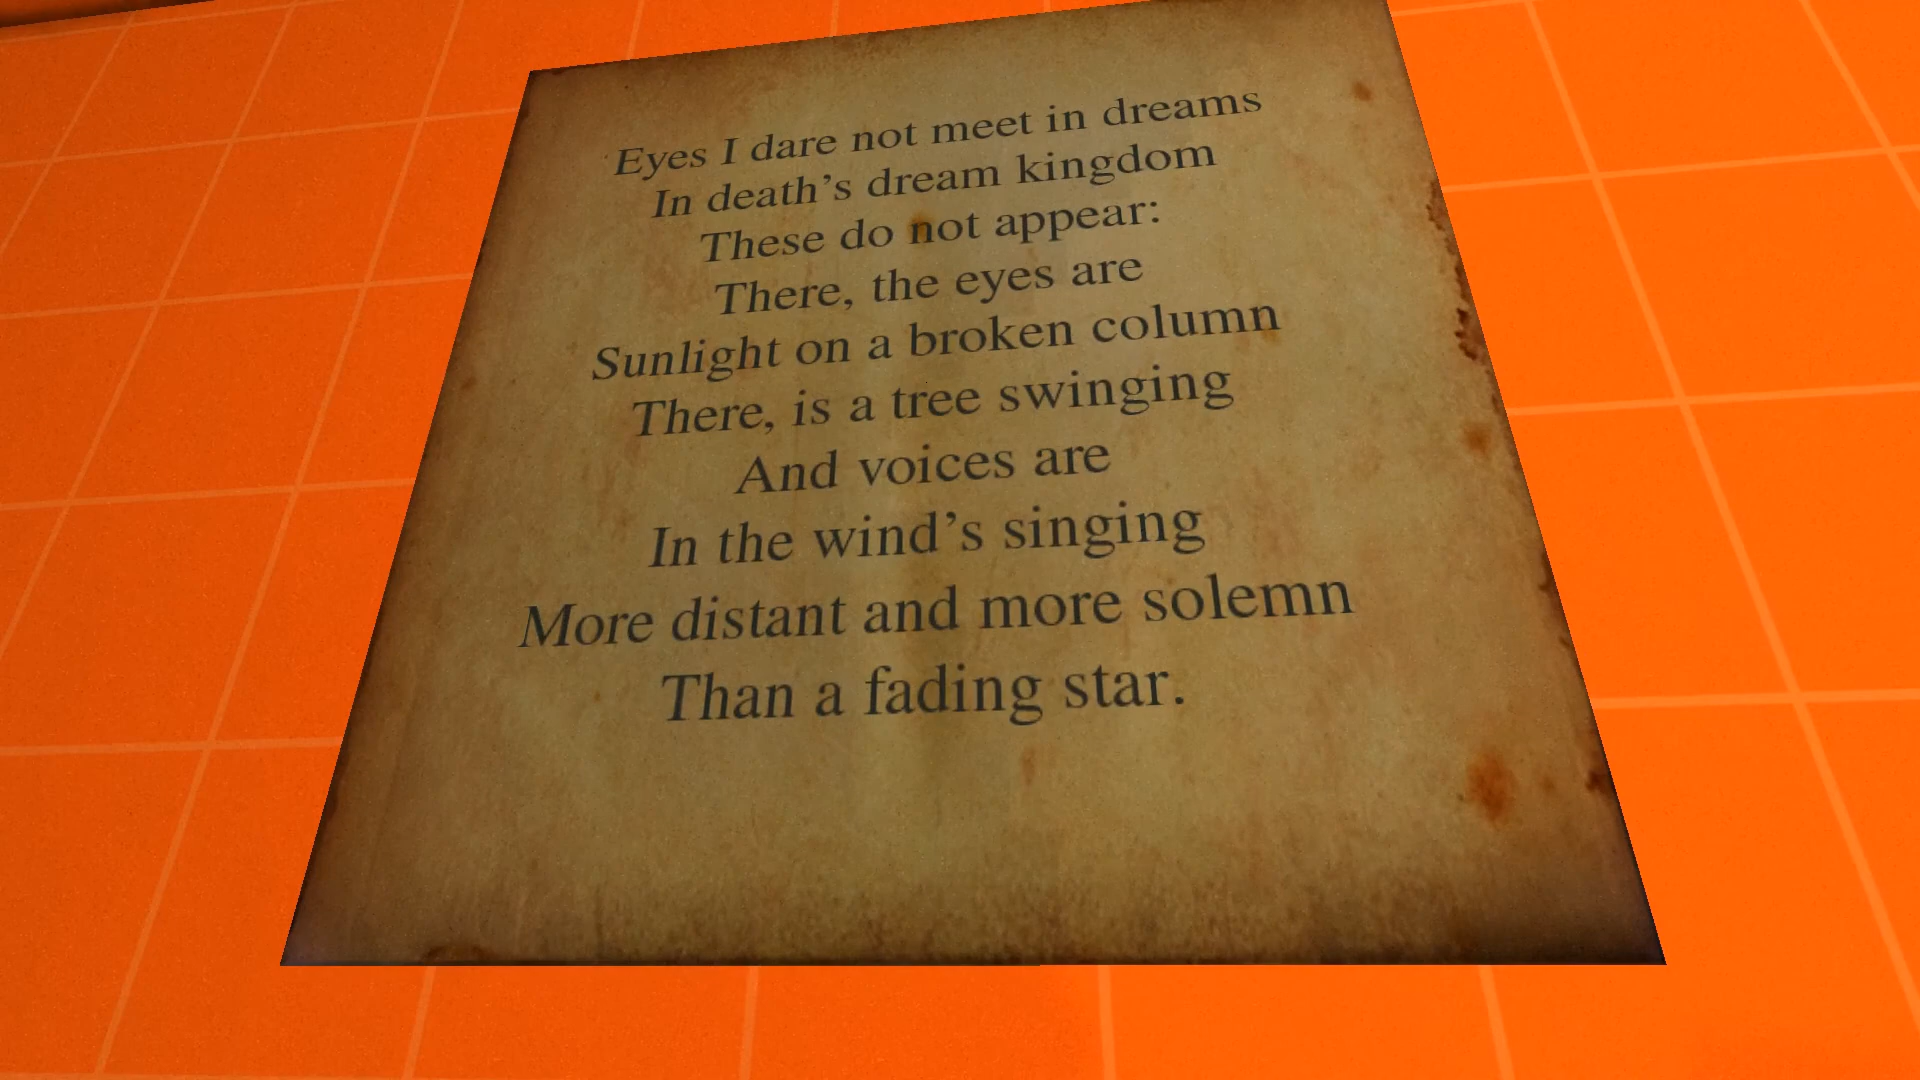 Eyes I dare not meet in dreams
In death’s dream kingdom
These do not appear:
There, the eyes are
Sunlight on a broken column
There, is a tree swinging
And voices are
In the wind’s singing
More distant and more solemn
Than a fading star.